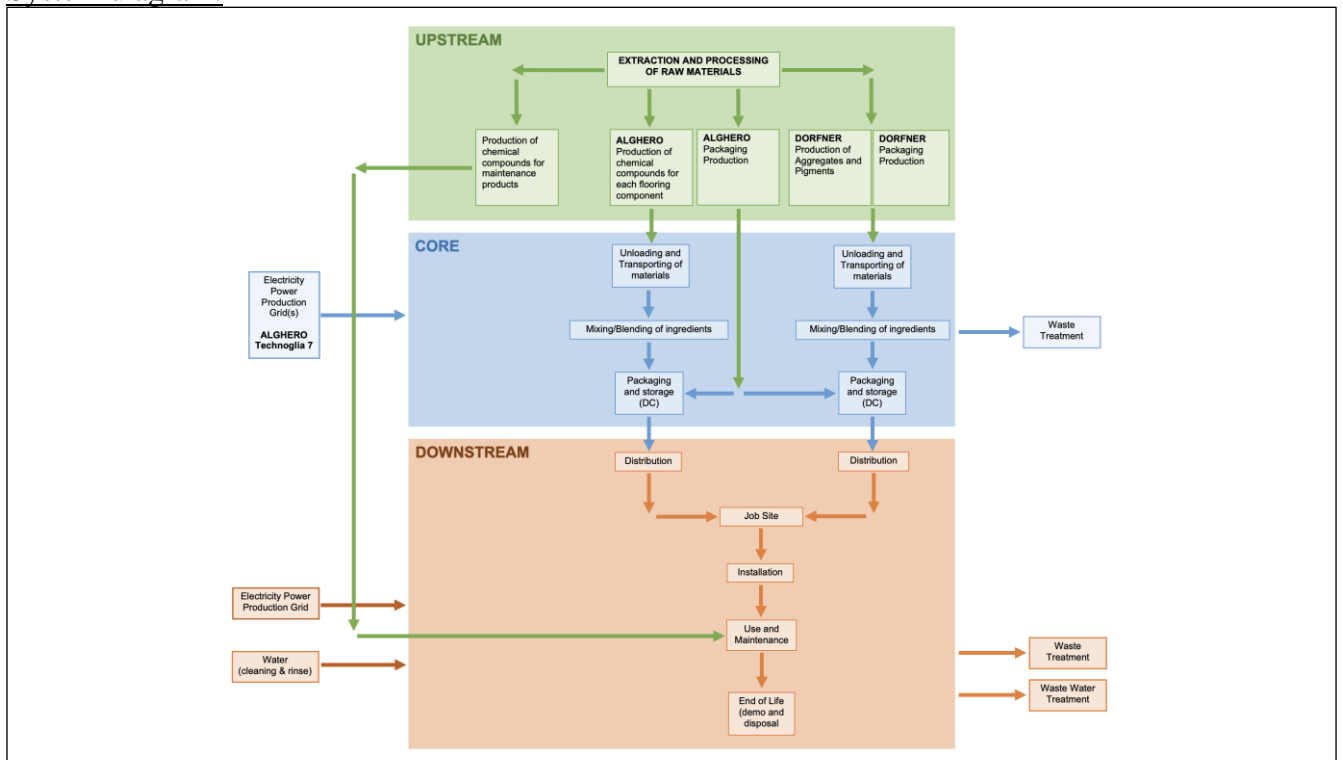 System diagram:
UPSTREAM
EXTRACTION AND PROCESSING
OF RAW MATERIALS
Production of
chemical
compounds for
maintenance
products
ALGHERO
Production of
chemical
compounds for
each flooring
component
ALGHERO
Packaging
Production
DORFNER
Production of
Aggregates and
Pigments
DORFNER
Packaging
Production
CORE
Unloading and
Transporting of
materials
Unloading and
Transporting of
materials
Electricity
Power
Production
Grid(s)
ALGHERO
Technoglia 7
Mixing/Blending of ingredients
Mixing/Blending of ingredients
Waste
Treatment
Packaging
and storage
(DC)
Packaging
and storage
(DC)
DOWNSTREAM
Distribution
Distribution
Job Site
Installation
Electricity Power
Production Grid
Use and
Maintenance
Water
(cleaning & rinse)
Waste
Treatment
Waste Water
Treatment
End of Life
(demo and
disposal